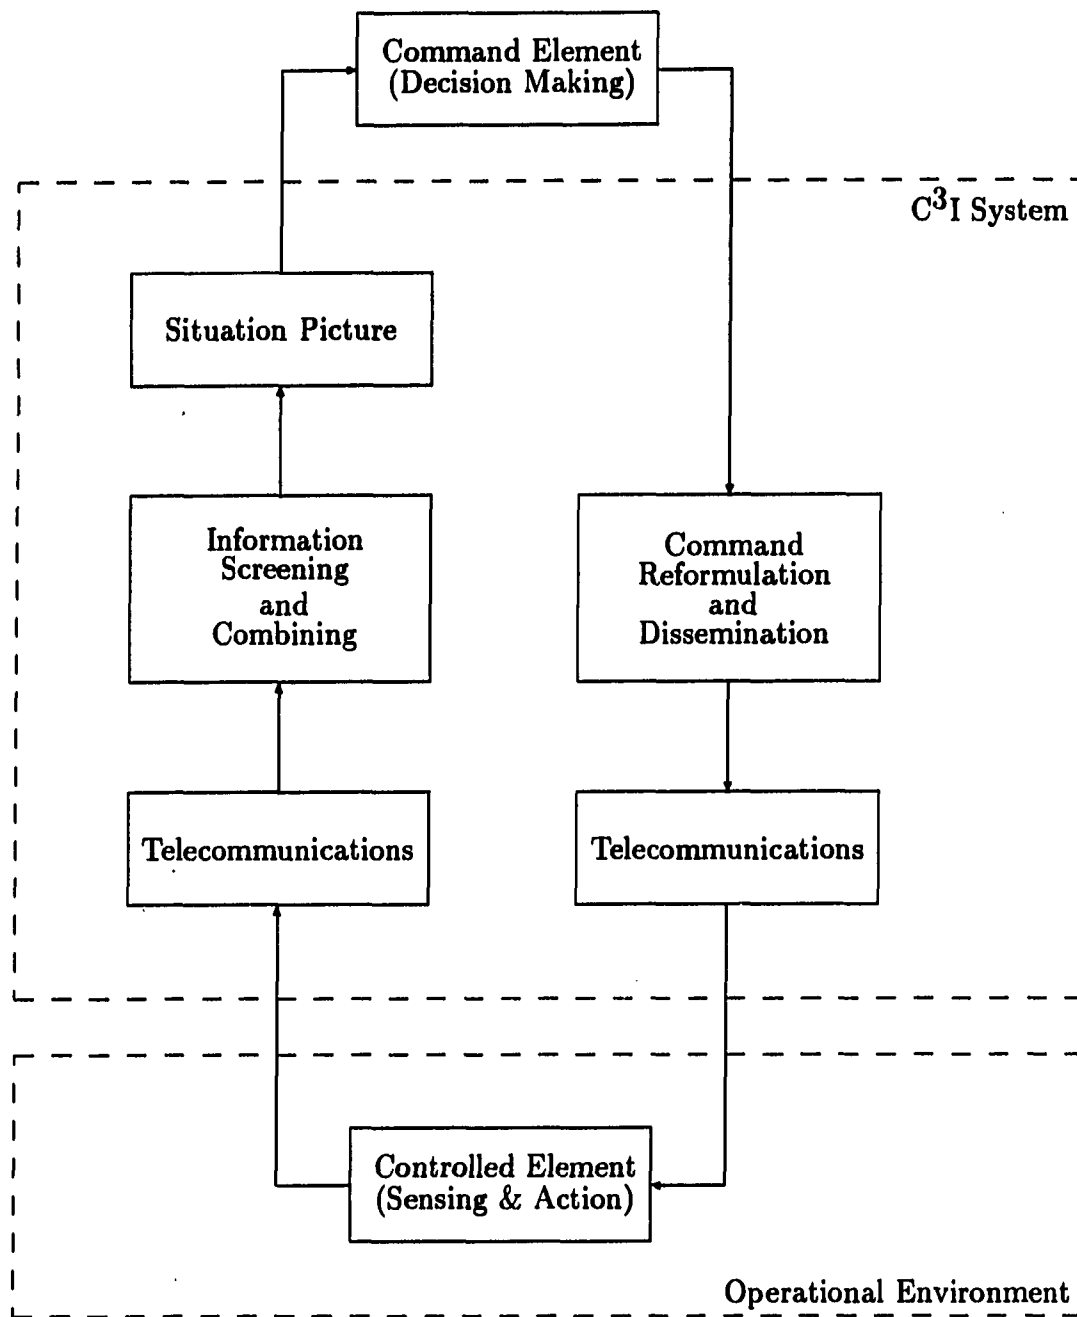 Command Element
(Decision Making)
C³I System
Situation Picture
Information
Screening
and
Combining
Command
Reformulation
and
Dissemination
Telecommunications
Telecommunications
Controlled Element
(Sensing & Action)
Operational Environment